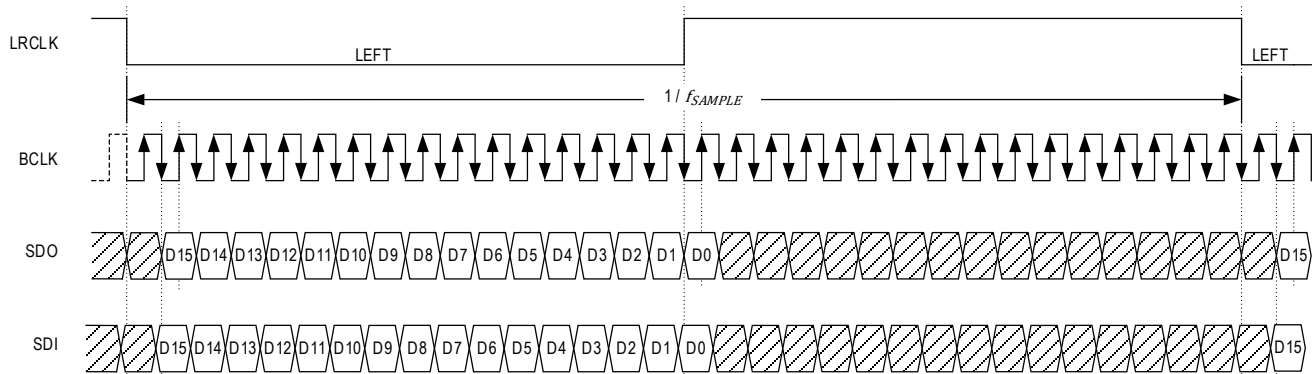 LRCLK
LEFT
LEFT
1 / fSAMPLE
BCLK
SDO
D15 D14 D13 D12 D11 D10 D9 D8 D7 D6 D5 D4 D3 D2 D1 D0 D15
SDI
D15 D14 D13 D12 D11 D10 D9 D8 D7 D6 D5 D4 D3 D2 D1 D0 D15